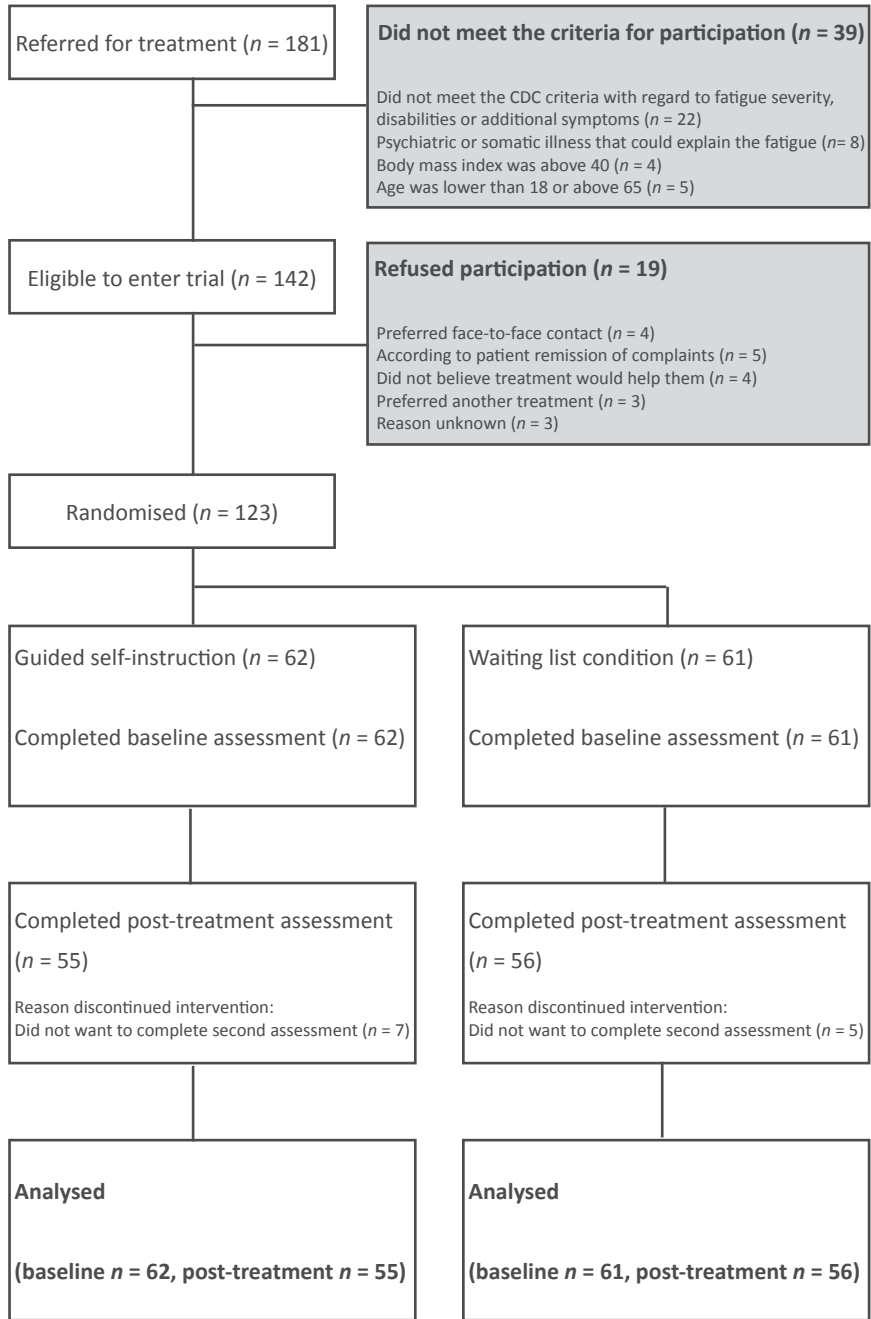 Referred for treatment (n = 181)
Did not meet the criteria for participation (n = 39)
Did not meet the CDC criteria with regard to fatigue severity,
disabilities or additional symptoms (n = 22)
Psychiatric or somatic illness that could explain the fatigue (n= 8)
Body mass index was above 40 (n = 4)
Age was lower than 18 or above 65 (n = 5)
Eligible to enter trial (n = 142)
Refused participation (n = 19)
Preferred face-to-face contact (n = 4)
According to patient remission of complaints (n = 5)
Did not believe treatment would help them (n = 4)
Preferred another treatment (n = 3)
Reason unknown (n = 3)
Randomised (n = 123)
Guided self-instruction (n = 62)
Completed baseline assessment (n = 62)
Waiting list condition (n = 61)
Completed baseline assessment (n = 61)
Completed post-treatment assessment
(n = 55)
Reason discontinued intervention:
Did not want to complete second assessment (n = 7)
Completed post-treatment assessment
(n = 56)
Reason discontinued intervention:
Did not want to complete second assessment (n = 5)
Analysed
(baseline n = 62, post-treatment n = 55)
Analysed
(baseline n = 61, post-treatment n = 56)